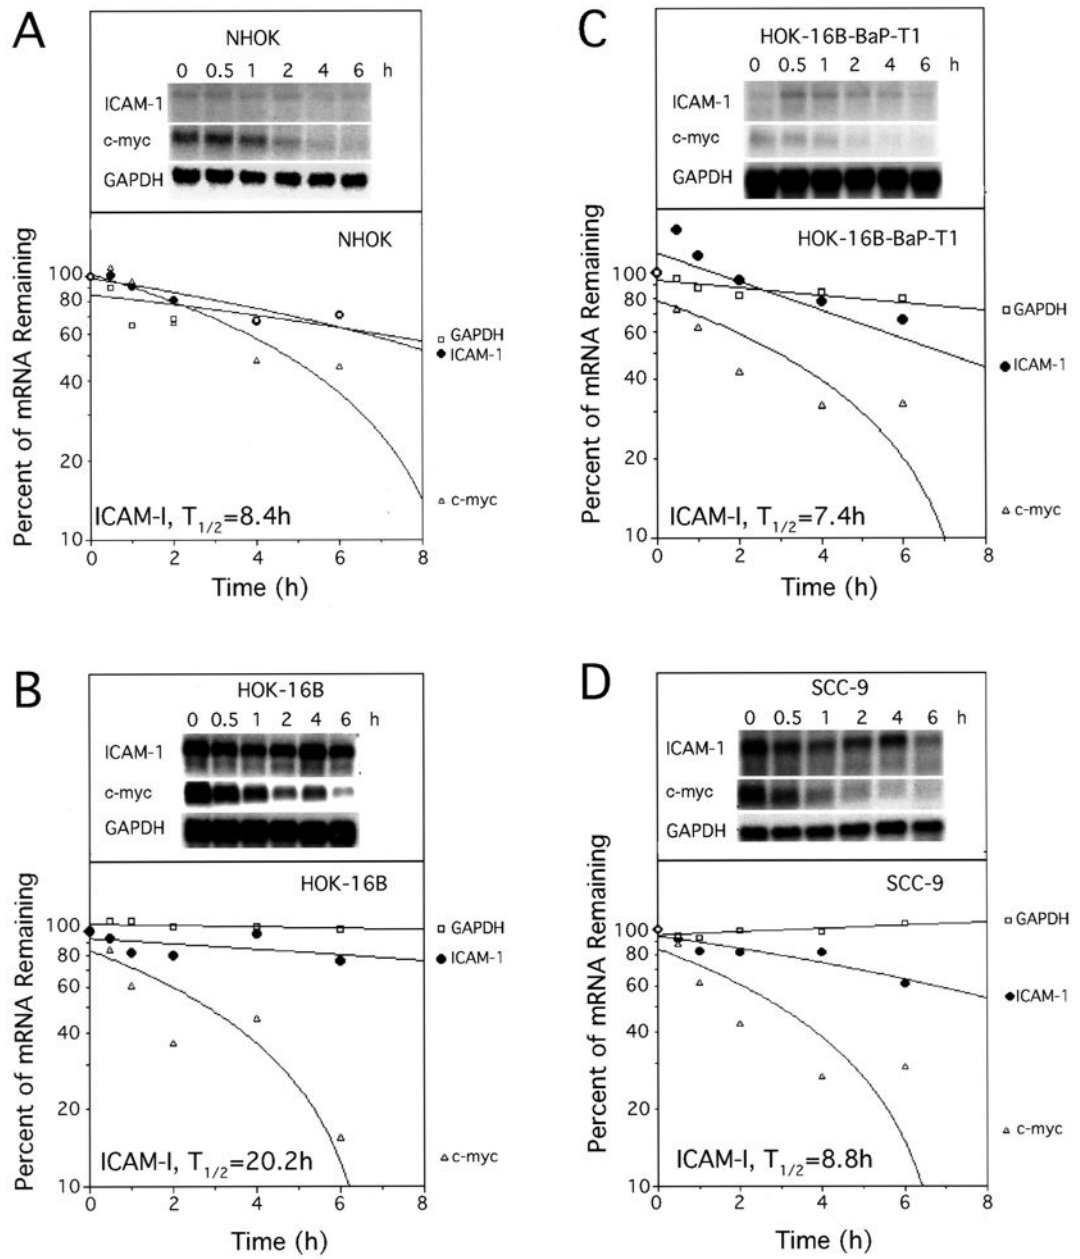 A
NHOK
0 0.5 1 2 4 6 h
ICAM-1
c-myc
GAPDH
NHOK
Percent of mRNA Remaining
100
80
60
40
20
10
GAPDH
ICAM-1
c-myc
ICAM-I, T1/2=8.4h
0 2 4 6 8
Time (h)
C
HOK-16B-BaP-T1
0 0.5 1 2 4 6 h
ICAM-1
c-myc
GAPDH
HOK-16B-BaP-T1
Percent of mRNA Remaining
100
80
60
40
20
10
GAPDH
ICAM-1
c-myc
ICAM-I, T1/2=7.4h
0 2 4 6 8
Time (h)
B
HOK-16B
0 0.5 1 2 4 6 h
ICAM-1
c-myc
GAPDH
HOK-16B
Percent of mRNA Remaining
100
80
60
40
20
10
GAPDH
ICAM-1
c-myc
ICAM-I, T1/2=20.2h
0 2 4 6 8
Time (h)
D
SCC-9
0 0.5 1 2 4 6 h
ICAM-1
c-myc
GAPDH
SCC-9
Percent of mRNA Remaining
100
80
60
40
20
10
GAPDH
ICAM-1
c-myc
ICAM-I, T1/2=8.8h
0 2 4 6 8
Time (h)